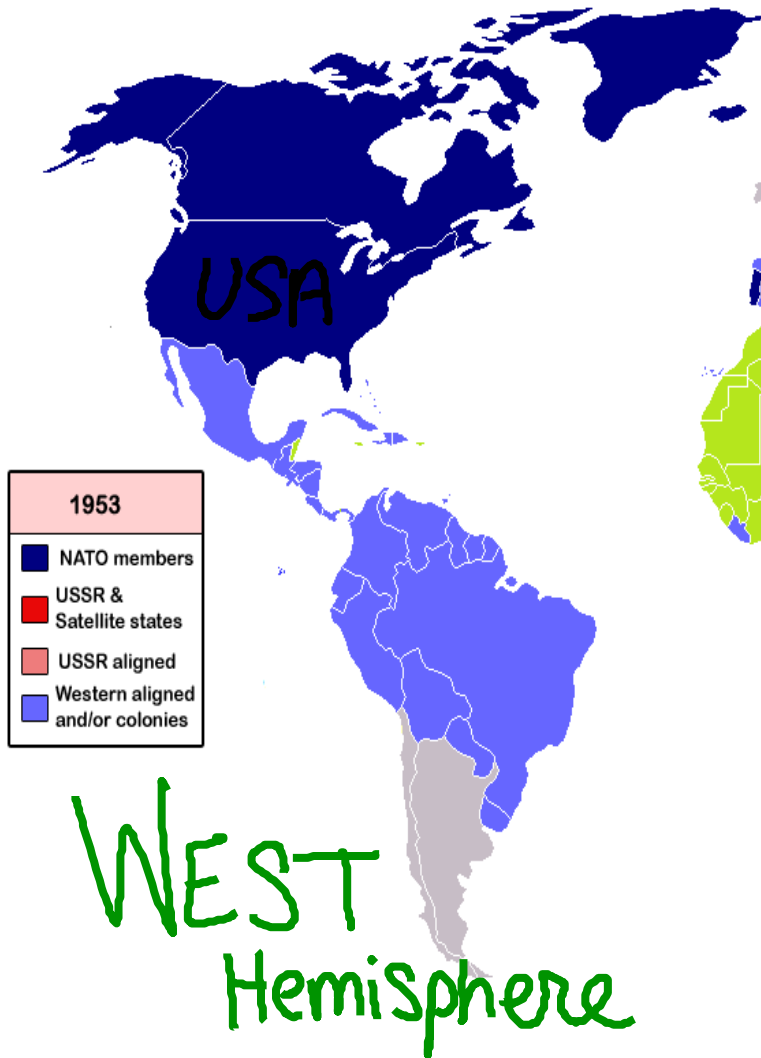 USA
1953
NATO members
USSR &
Satellite states
USSR aligned
Western aligned
and/or colonies
WEST
Hemisphere